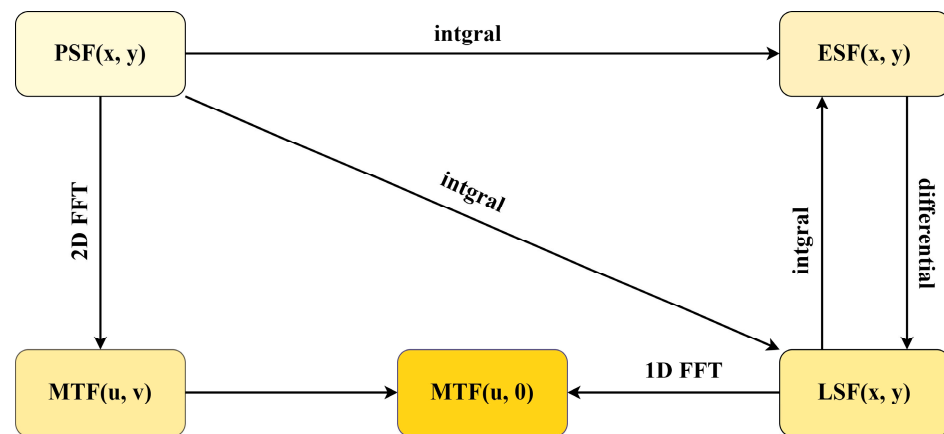 intgral
PSF(x, y)
ESF(x, y)
intgral
2D FFT
intgral
differential
1D FFT
MTF(u, v)
MTF(u, 0)
LSF(x, y)